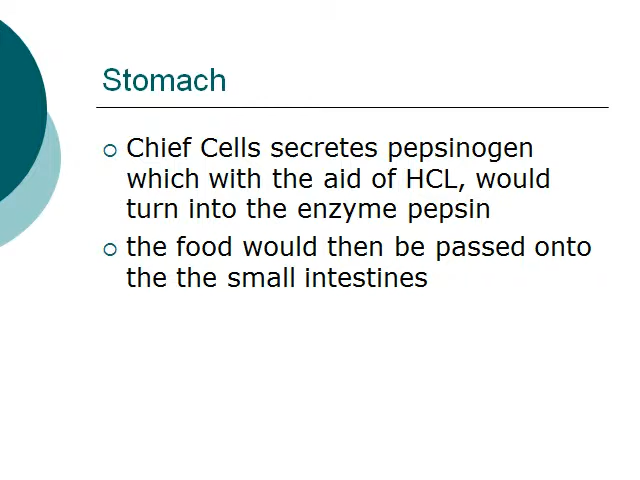 Stomach
Chief Cells secretes pepsinogen
which with the aid of HCL, would
turn into the enzyme pepsin
the food would then be passed onto
the the small intestines